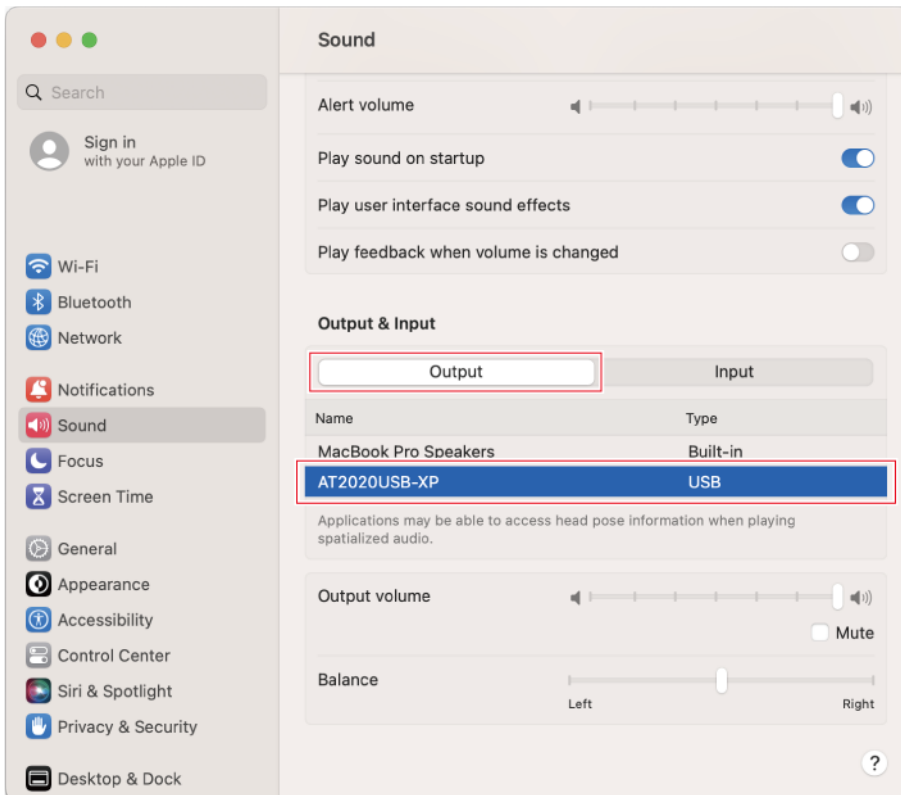 Sound
Search
Sign in
with your Apple ID
Wi-Fi
Bluetooth
Network
Notifications
Sound
Focus
Screen Time
General
Appearance
Accessibility
Control Center
Siri & Spotlight
Privacy & Security
Desktop & Dock
Alert volume
Play sound on startup
Play user interface sound effects
Play feedback when volume is changed
Output & Input
Output Input
Name Type
MacBook Pro Speakers Built-in
AT2020USB-XP USB
Applications may be able to access head pose information when playing
spatialized audio.
Output volume
Mute
Balance
Left Right
?